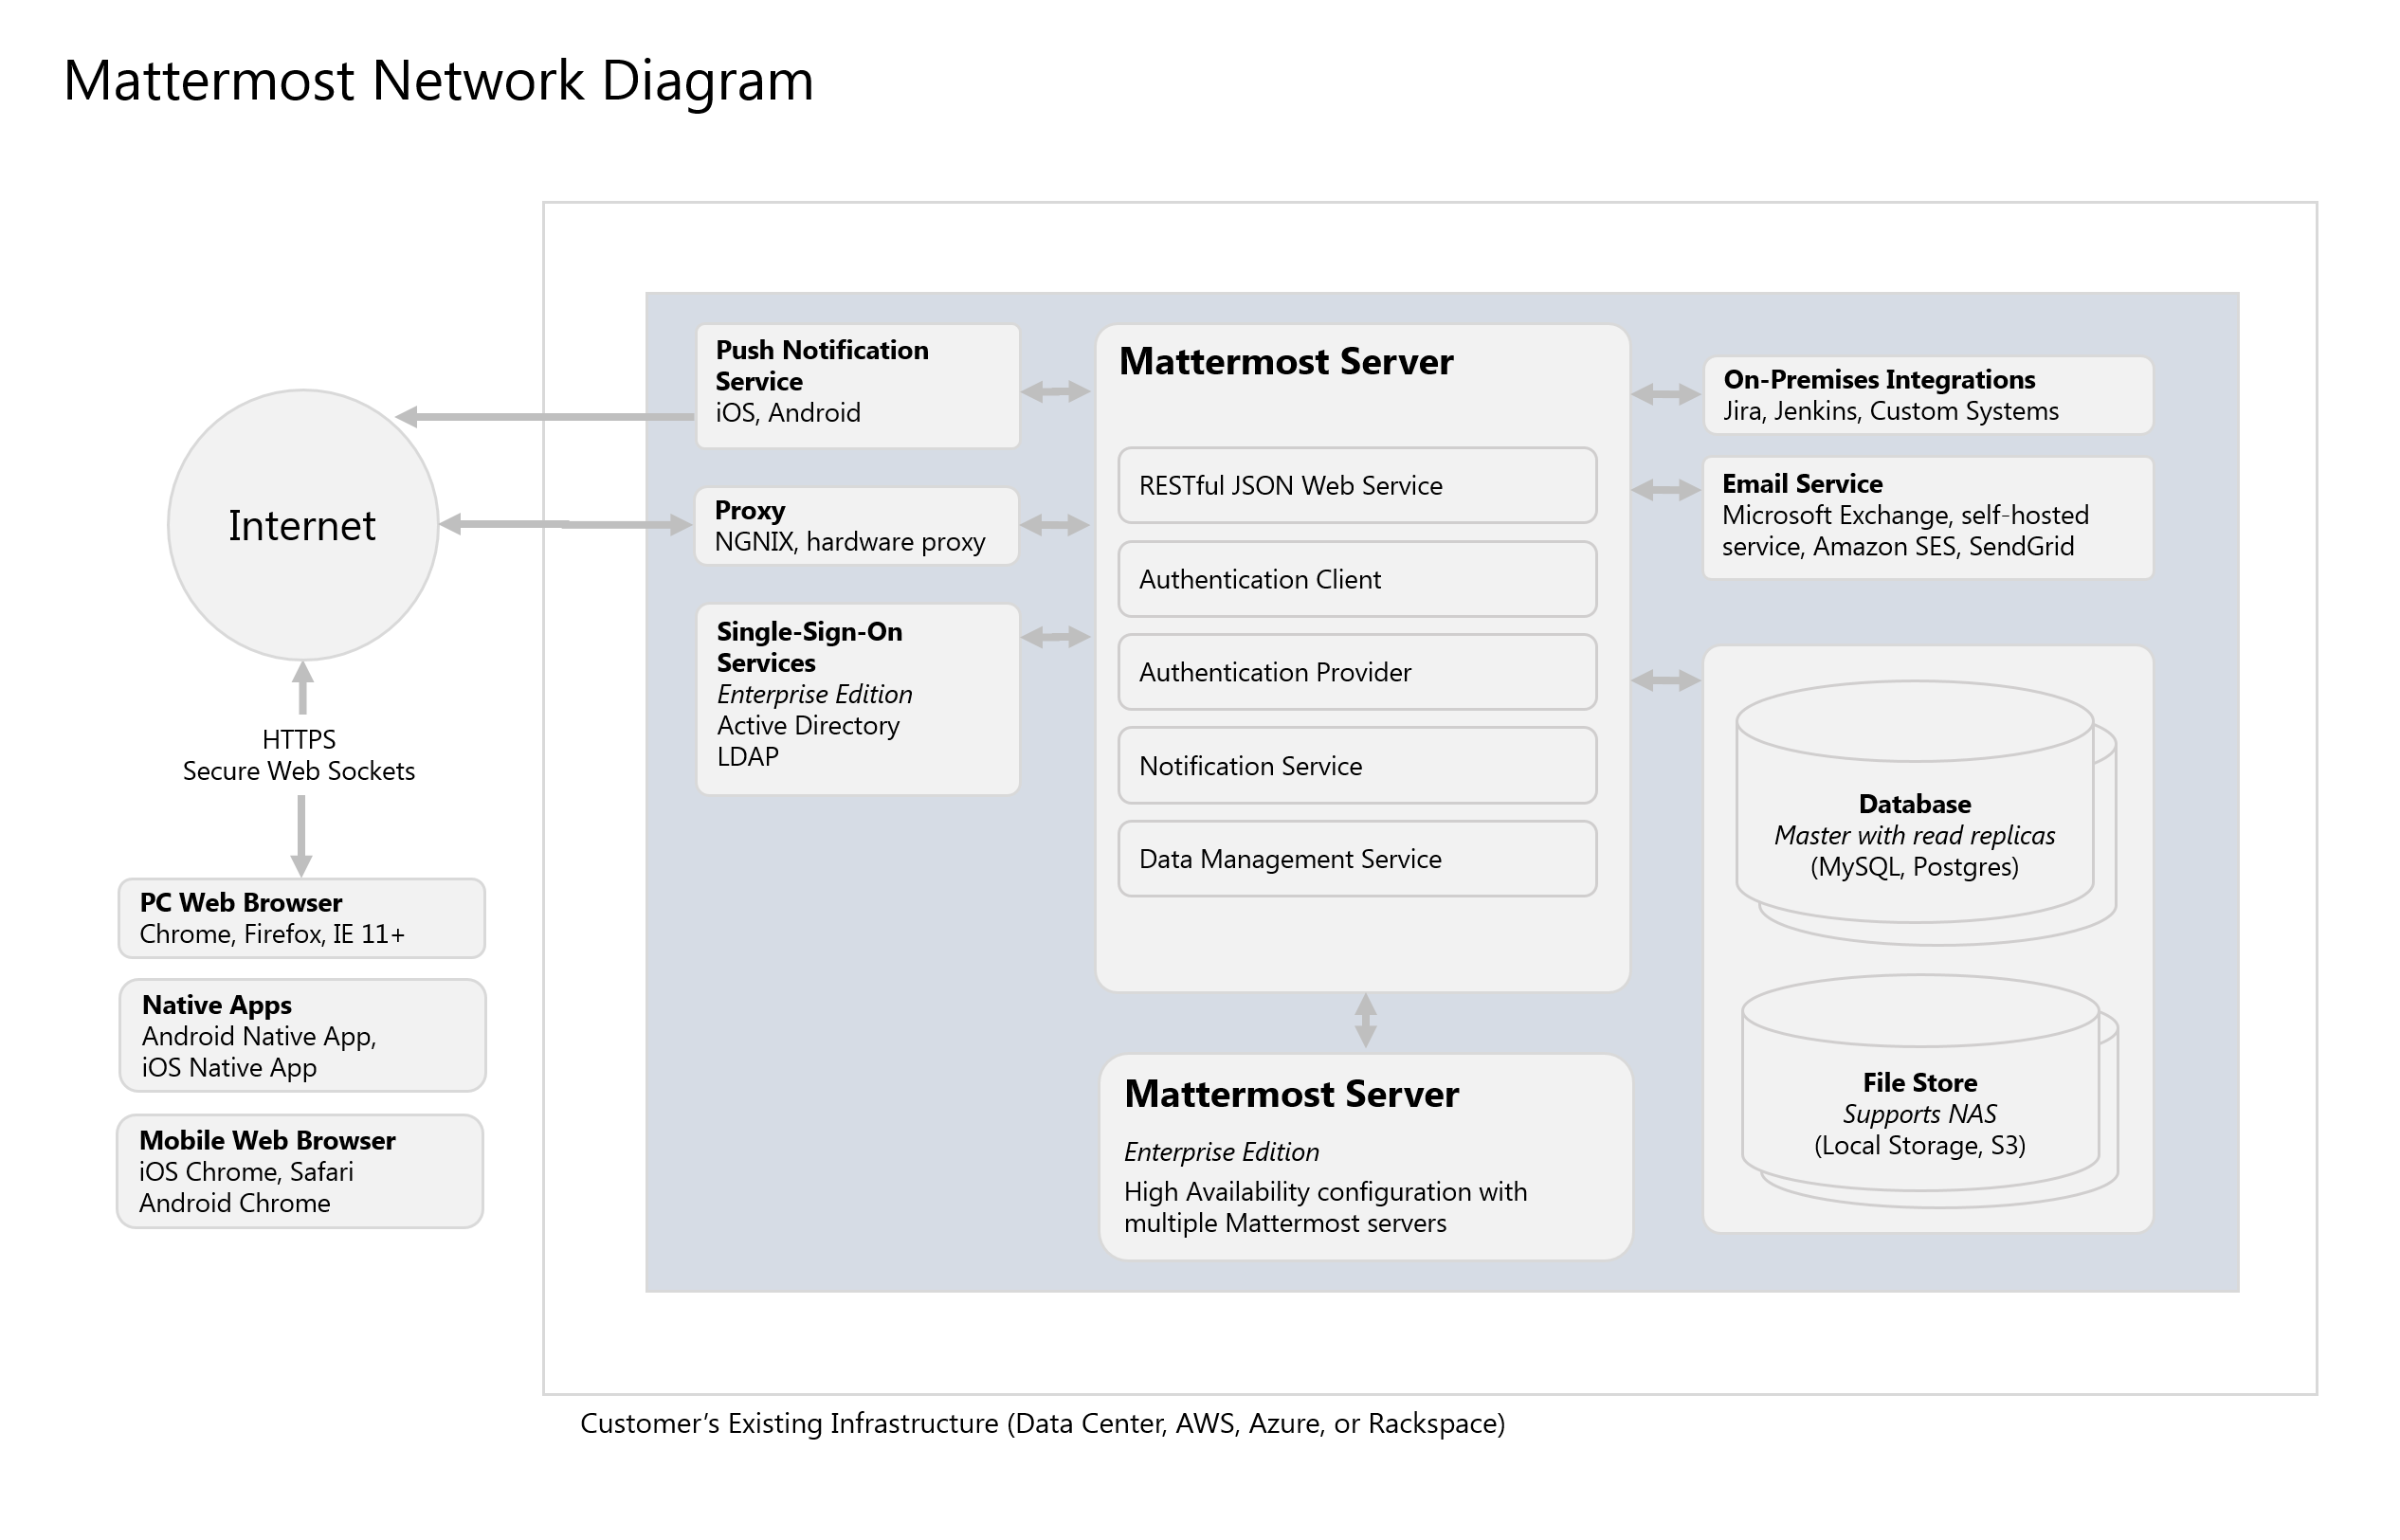 Mattermost Network Diagram
Internet
HTTPS
Secure Web Sockets
PC Web Browser
Chrome, Firefox, IE 11+
Native Apps
Android Native App,
iOS Native App
Mobile Web Browser
iOS Chrome, Safari
Android Chrome
Push Notification
Service
iOS, Android
Proxy
NGNIX, hardware proxy
Single-Sign-On
Services
Enterprise Edition
Active Directory
LDAP
Mattermost Server
RESTful JSON Web Service
Authentication Client
Authentication Provider
Notification Service
Data Management Service
Mattermost Server
Enterprise Edition
High Availability configuration with
multiple Mattermost servers
On-Premises Integrations
Jira, Jenkins, Custom Systems
Email Service
Microsoft Exchange, self-hosted
service, Amazon SES, SendGrid
Database
Master with read replicas
(MySQL, Postgres)
File Store
Supports NAS
(Local Storage, S3)
Customer’s Existing Infrastructure (Data Center, AWS, Azure, or Rackspace)